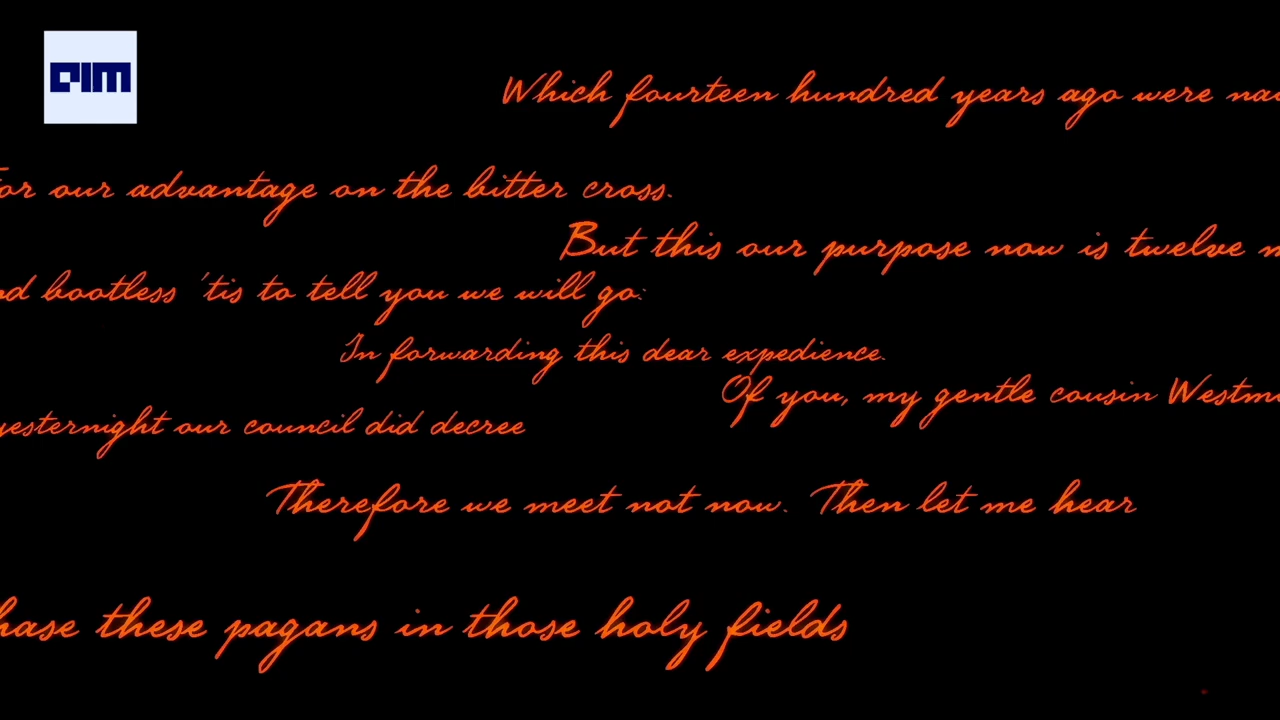 AIM
Which fourteen hundred years ago were
For our advantage on the bitter cross.
But this our purpose now is twelve
bootless 'tis to tell you we will go:
In forwarding this dear expedience.
Of you, my gentle cousin
yesternight our council did decree
Therefore we meet not now. Then let me hear
these pagans in those holy fields